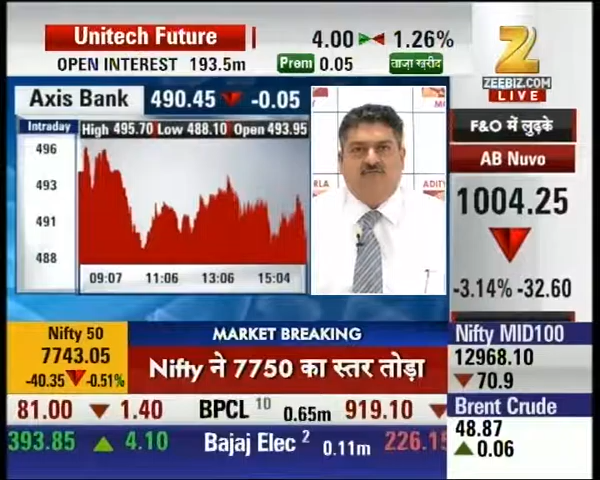 Unitech Future
OPEN INTEREST 193.5m
4.00 1.26%
Prem 0.05 ताज़ा ख़रीद
Z
ZEEBIZ.COM
LIVE
Axis Bank 490.45 -0.05
Intraday High 495.70 Low 488.10 Open 493.95
496
493
491
488
09:07 11:06 13:06 15:04
F&O में लुढ़के
AB Nuvo
1004.25
-3.14% -32.60
Nifty 50
7743.05
-40.35 -0.51%
MARKET BREAKING
Nifty ने 7750 का स्तर तोड़ा
Nifty MID100
12968.10
70.9
Brent Crude
48.87
0.06
81.00 1.40 BPCL 10 0.65m 919.10
393.85 4.10 Bajaj Elec 2 0.11m 226.15